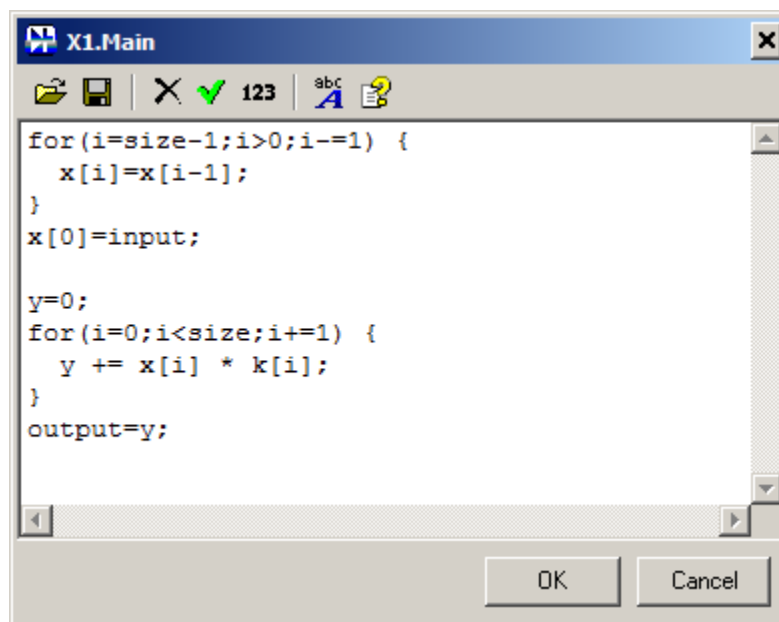 X1.Main
123 abc A
for(i=size-1;i>0;i-=1) {
  x[i]=x[i-1];
}
x[0]=input;

y=0;
for(i=0;i<size;i+=1) {
  y += x[i] * k[i];
}
output=y;
OK Cancel